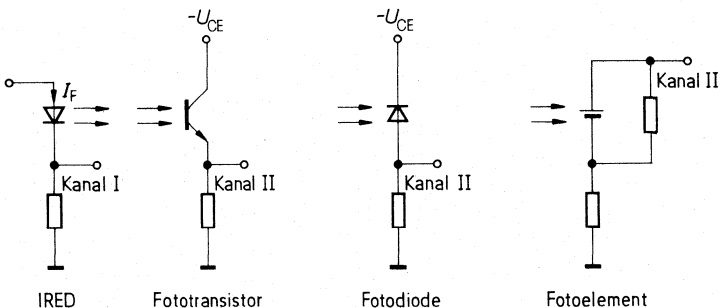 -U_CE
-U_CE
I_F
Kanal II
Kanal I
Kanal II
Kanal II
IRED
Fototransistor
Fotodiode
Fotoelement